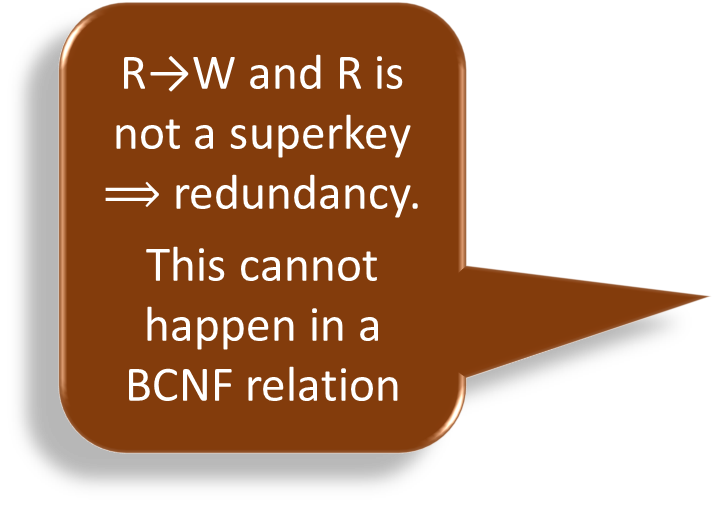 R→W and R is
not a superkey
⟹ redundancy.
This cannot
happen in a
BCNF relation